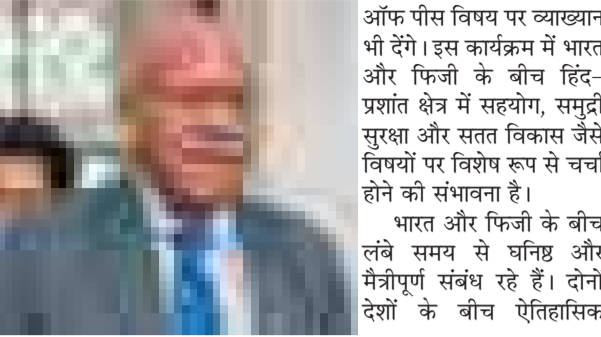 ऑफ पीस विषय पर व्याख्यान
भी देंगे। इस कार्यक्रम में भारत
और फिजी के बीच हिंद–
प्रशांत क्षेत्र में सहयोग, समुद्री
सुरक्षा और सतत विकास जैसे
विषयों पर विशेष रूप से चर्चा
होने की संभावना है।
भारत और फिजी के बीच
लंबे समय से घनिष्ठ और
मैत्रीपूर्ण संबंध रहे हैं। दोनों
देशों के बीच ऐतिहासिक